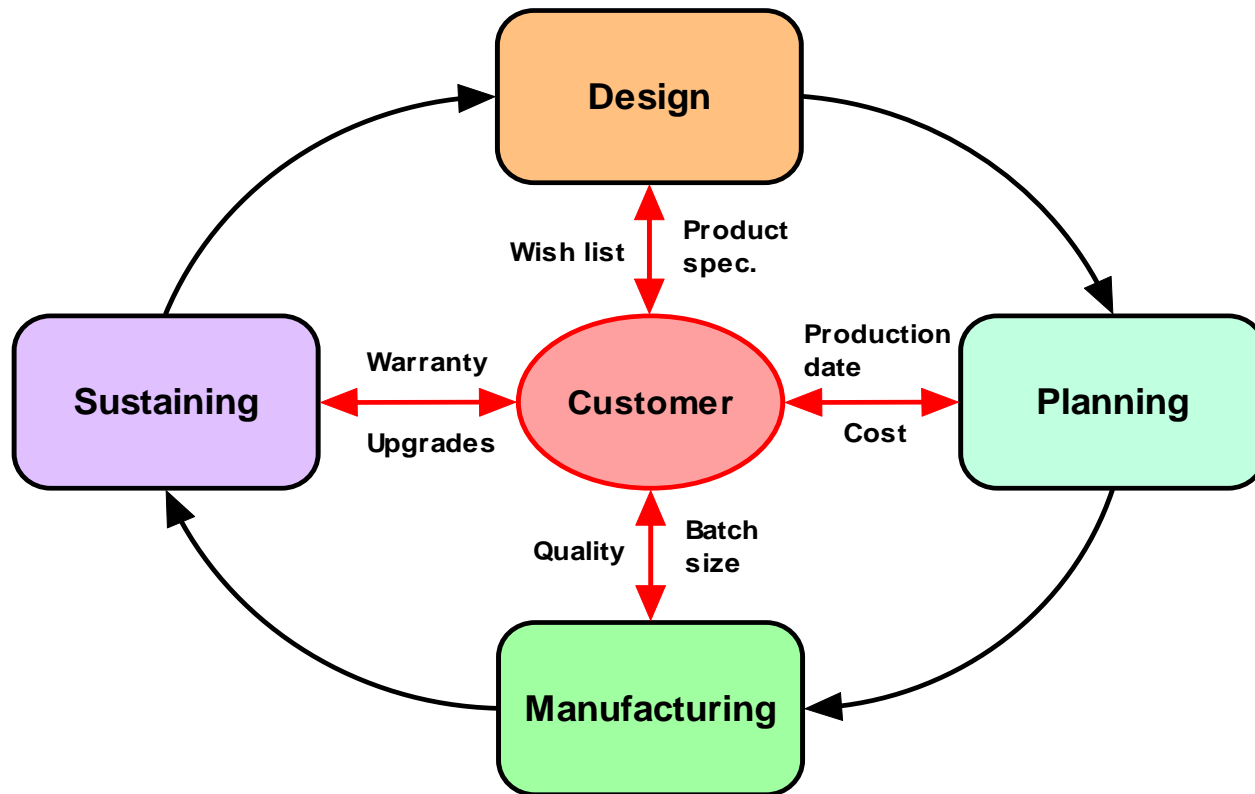 Design
Wish list
Product
spec.
Sustaining
Warranty
Upgrades
Customer
Production
date
Cost
Planning
Quality
Batch
size
Manufacturing